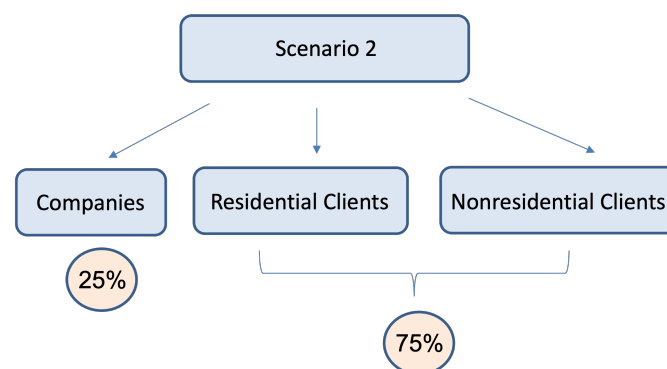 Scenario 2
Companies
Residential Clients
Nonresidential Clients
25%
75%